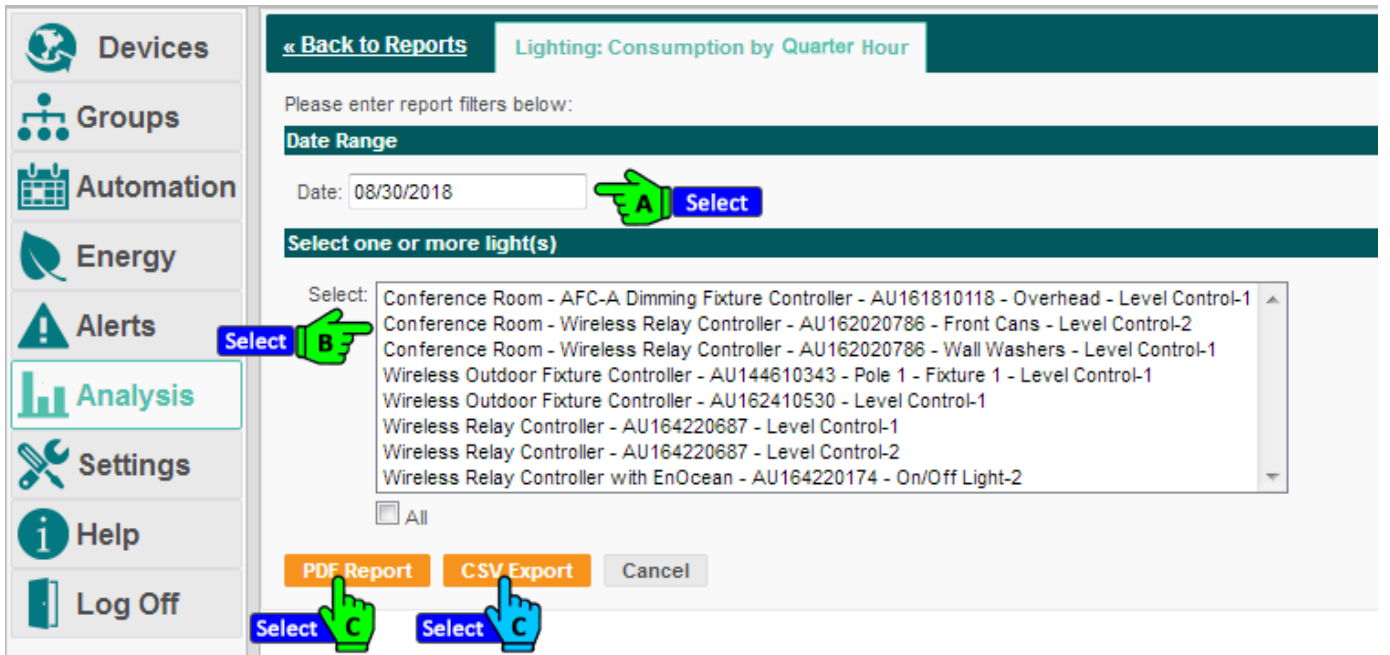 Devices
Groups
Automation
Energy
Alerts
Analysis
Settings
Help
Log Off
« Back to Reports
Lighting: Consumption by Quarter Hour
Please enter report filters below:
Date Range
Date: 08/30/2018
A Select
Select one or more light(s)
Select:
Conference Room - AFC-A Dimming Fixture Controller - AU161810118 - Overhead - Level Control-1
Conference Room - Wireless Relay Controller - AU162020786 - Front Cans - Level Control-2
Conference Room - Wireless Relay Controller - AU162020786 - Wall Washers - Level Control-1
Wireless Outdoor Fixture Controller - AU144610343 - Pole 1 - Fixture 1 - Level Control-1
Wireless Outdoor Fixture Controller - AU162410530 - Level Control-1
Wireless Relay Controller - AU164220687 - Level Control-1
Wireless Relay Controller - AU164220687 - Level Control-2
Wireless Relay Controller with EnOcean - AU164220174 - On/Off Light-2
Select B
All
PDF Report CSV Export Cancel
Select C Select C